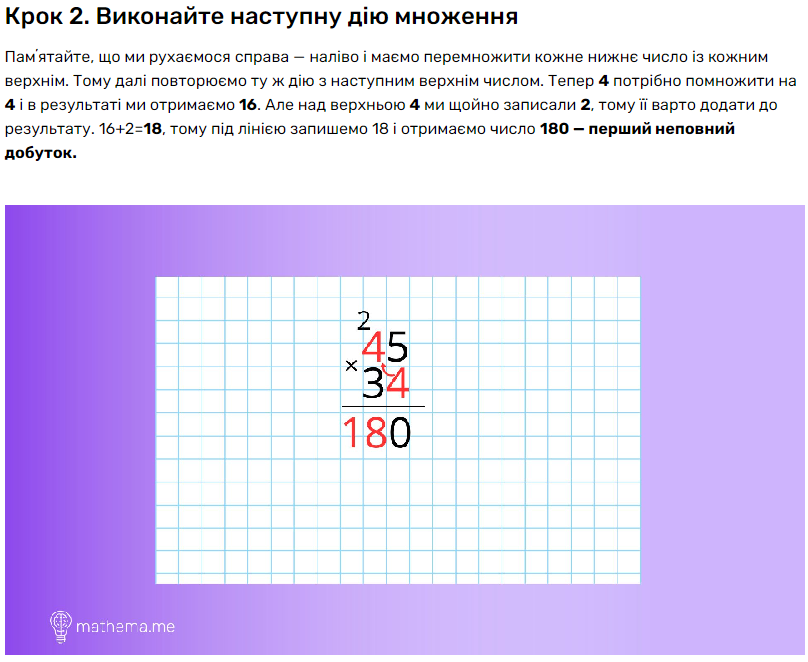 Крок 2. Виконайте наступну дію множення
Пам'ятайте, що ми рухаємося справа — наліво і маємо перемножити кожне нижнє число із кожним
верхнім. Тому далі повторюємо ту ж дію з наступним верхнім числом. Тепер 4 потрібно помножити на
4 і в результаті ми отримаємо 16. Але над верхньою 4 ми щойно записали 2, тому її варто додати до
результату. 16+2=18, тому під лінією запишемо 18 і отримаємо число 180 — перший неповний
добуток.
2
45
×
34
180
mathema.me